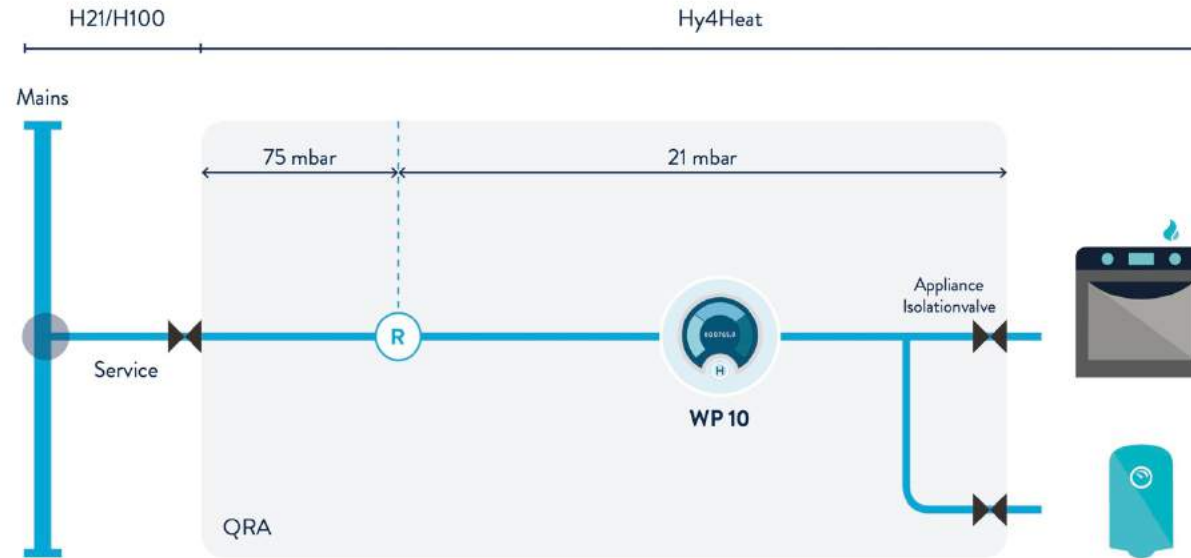 H21/H100
Hy4Heat
Mains
75 mbar
21 mbar
Appliance
Isolationvalve
R
Service
H
WP 10
QRA